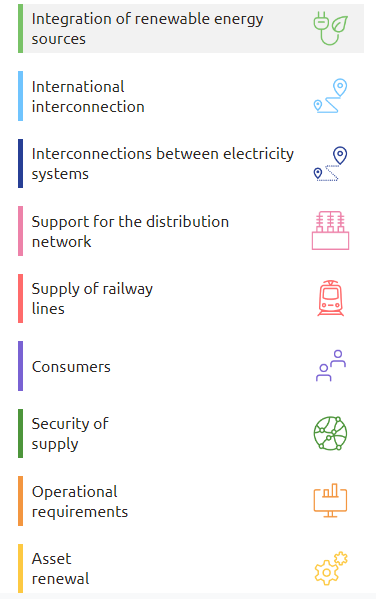 Integration of renewable energy
sources
International
interconnection
Interconnections between electricity
systems
Support for the distribution
network
Supply of railway
lines
Consumers
Security of
supply
Operational
requirements
Asset
renewal